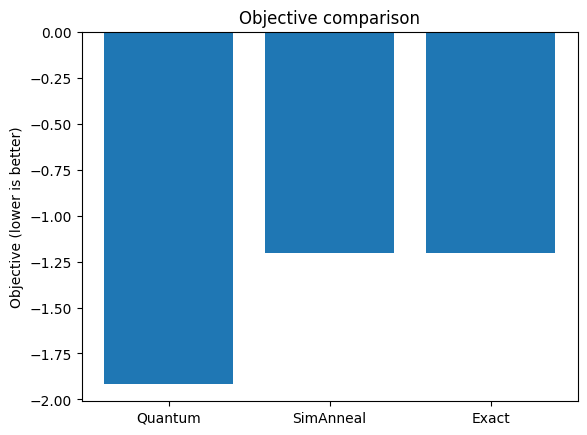 Objective comparison
Objective (lower is better)
0.00
−0.25
−0.50
−0.75
−1.00
−1.25
−1.50
−1.75
−2.00
Quantum
SimAnneal
Exact